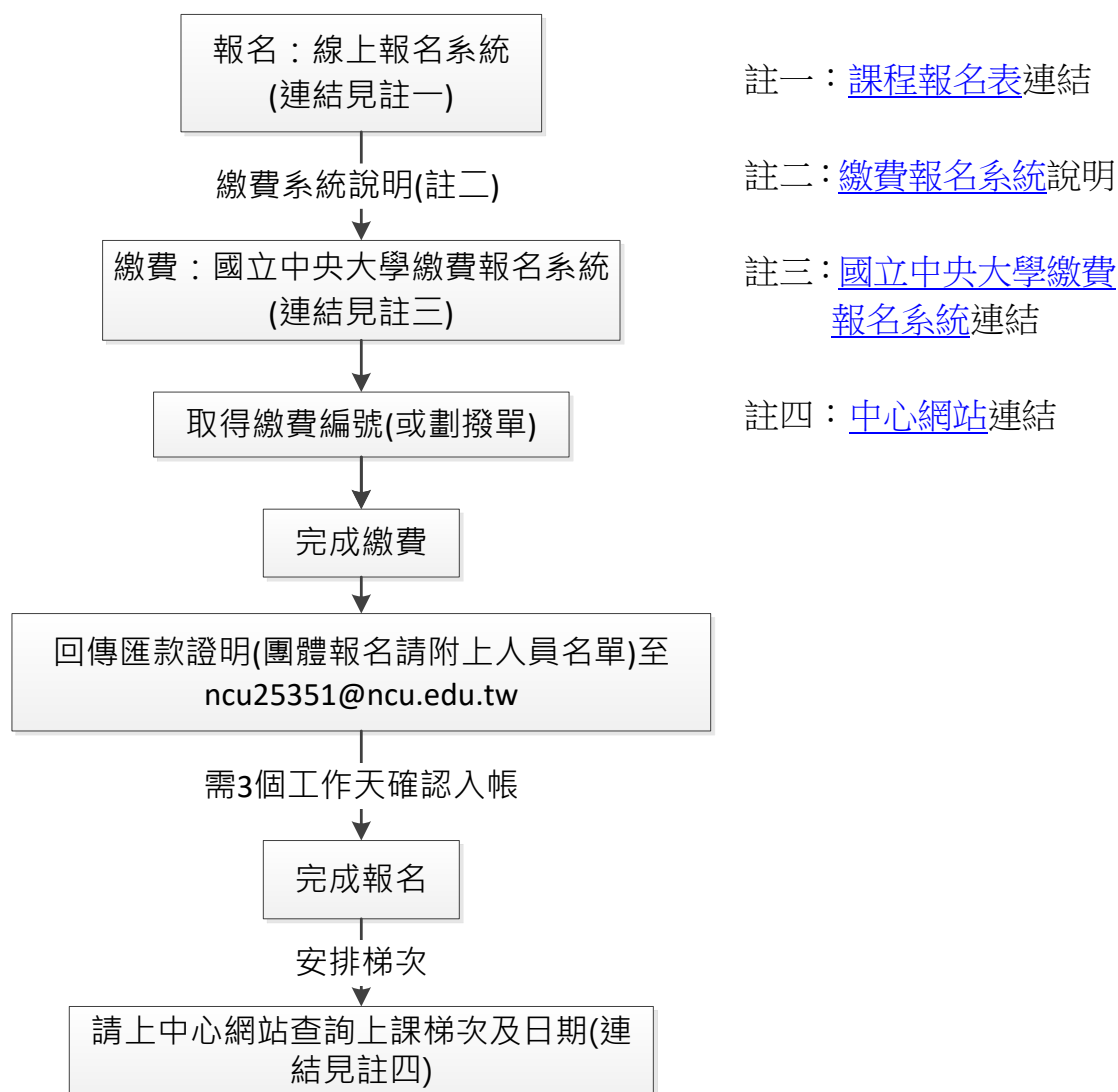 報名：線上報名系統
(連結見註一)
繳費系統說明(註二)
繳費：國立中央大學繳費報名系統
(連結見註三)
取得繳費編號(或劃撥單)
完成繳費
回傳匯款證明(團體報名請附上人員名單)至
ncu25351@ncu.edu.tw
需3個工作天確認入帳
完成報名
安排梯次
請上中心網站查詢上課梯次及日期(連
結見註四)
註一：課程報名表連結
註二：繳費報名系統說明
註三：國立中央大學繳費
報名系統連結
註四：中心網站連結